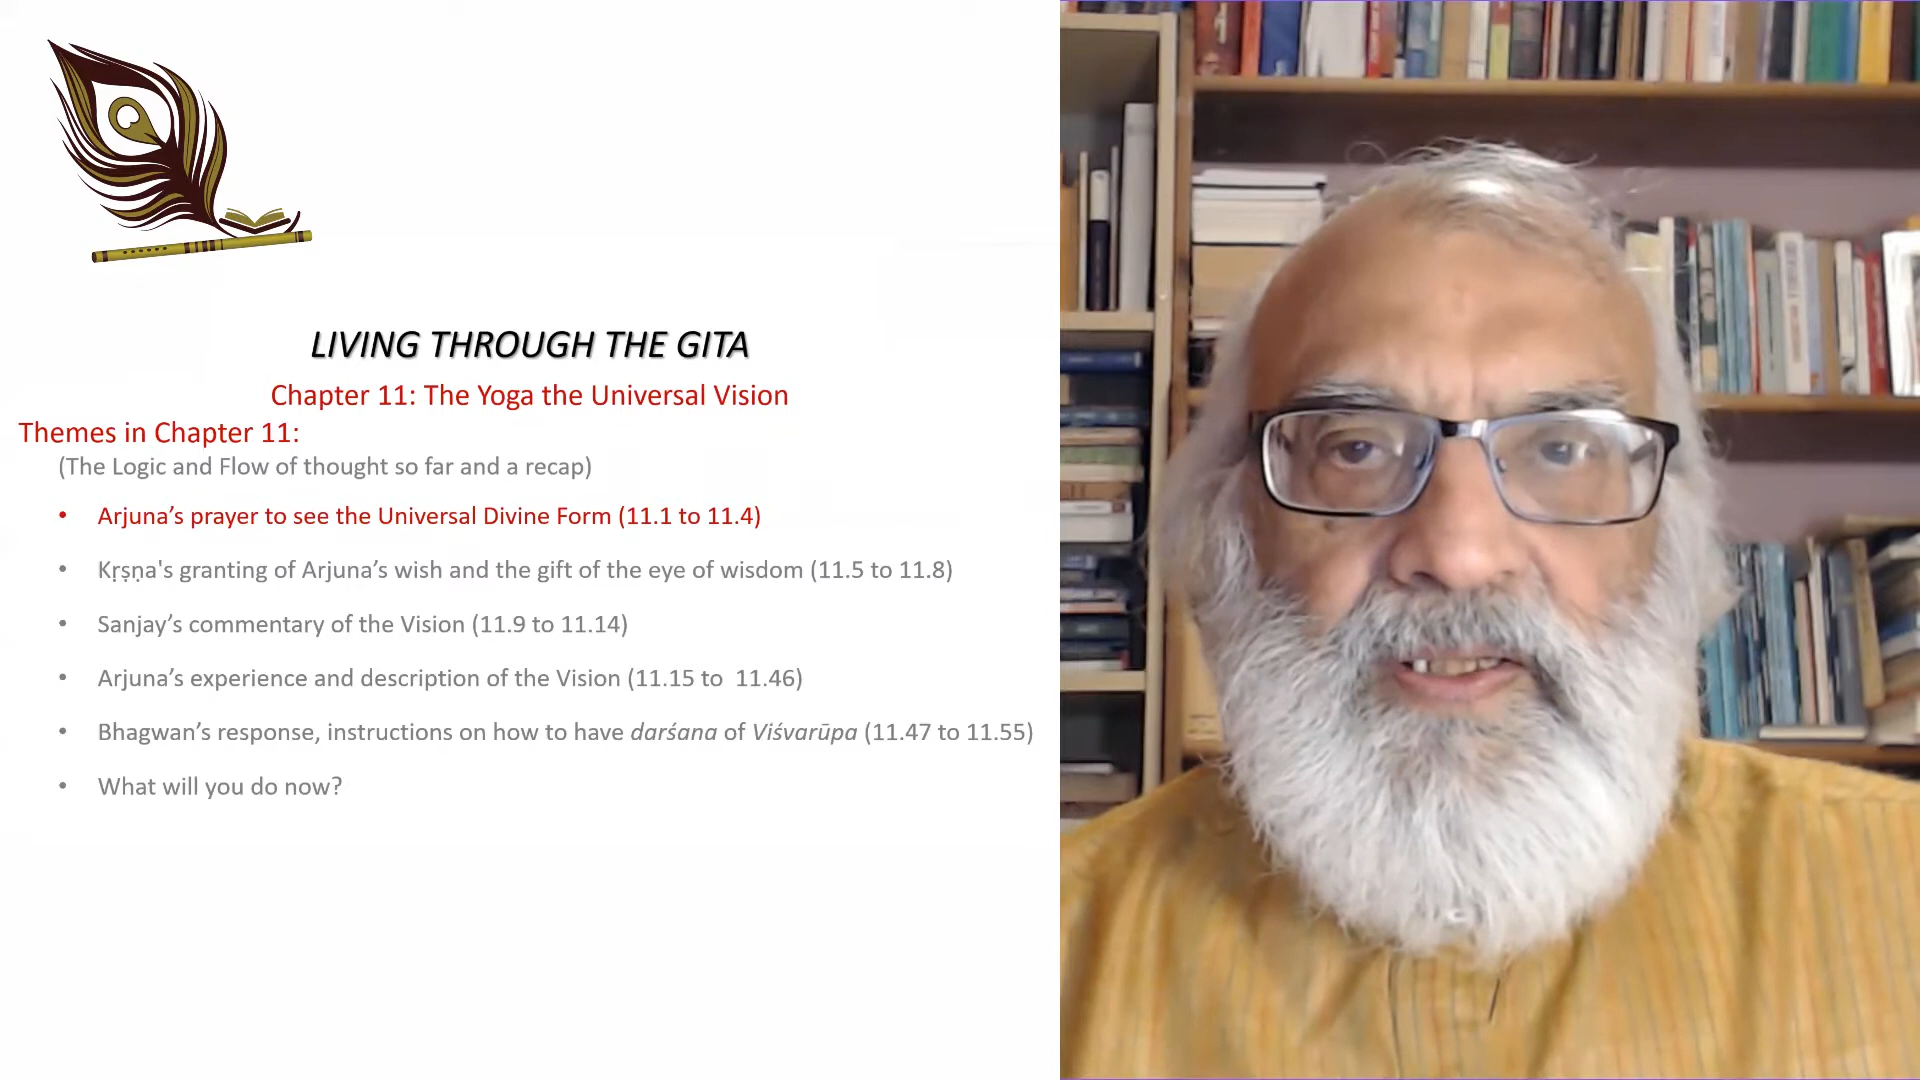 LIVING THROUGH THE GITA
Chapter 11: The Yoga the Universal Vision
Themes in Chapter 11:
(The Logic and Flow of thought so far and a recap)
• Arjuna’s prayer to see the Universal Divine Form (11.1 to 11.4)
• Kṛṣṇa's granting of Arjuna’s wish and the gift of the eye of wisdom (11.5 to 11.8)
• Sanjay’s commentary of the Vision (11.9 to 11.14)
• Arjuna’s experience and description of the Vision (11.15 to 11.46)
• Bhagwan’s response, instructions on how to have darśana of Viśvarūpa (11.47 to 11.55)
• What will you do now?